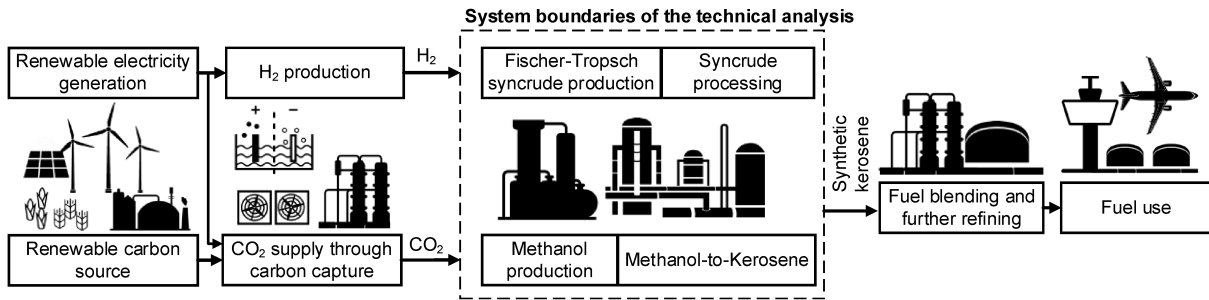 System boundaries of the technical analysis
Renewable electricity
generation
H₂ production
H₂
Fischer-Tropsch
syncrude production
Syncrude
processing
+
−
Synthetic
kerosene
Fuel blending and
further refining
Fuel use
Renewable carbon
source
CO₂ supply through
carbon capture
CO₂
Methanol
production
Methanol-to-Kerosene